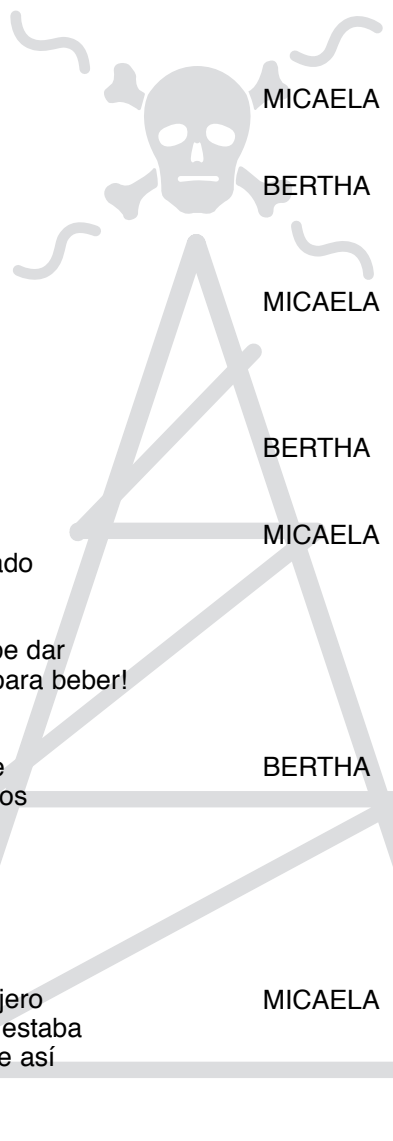 ado
be dar
para beber!
e
os
jero
estaba
e así
MICAELA
BERTHA
MICAELA
BERTHA
MICAELA
BERTHA
MICAELA